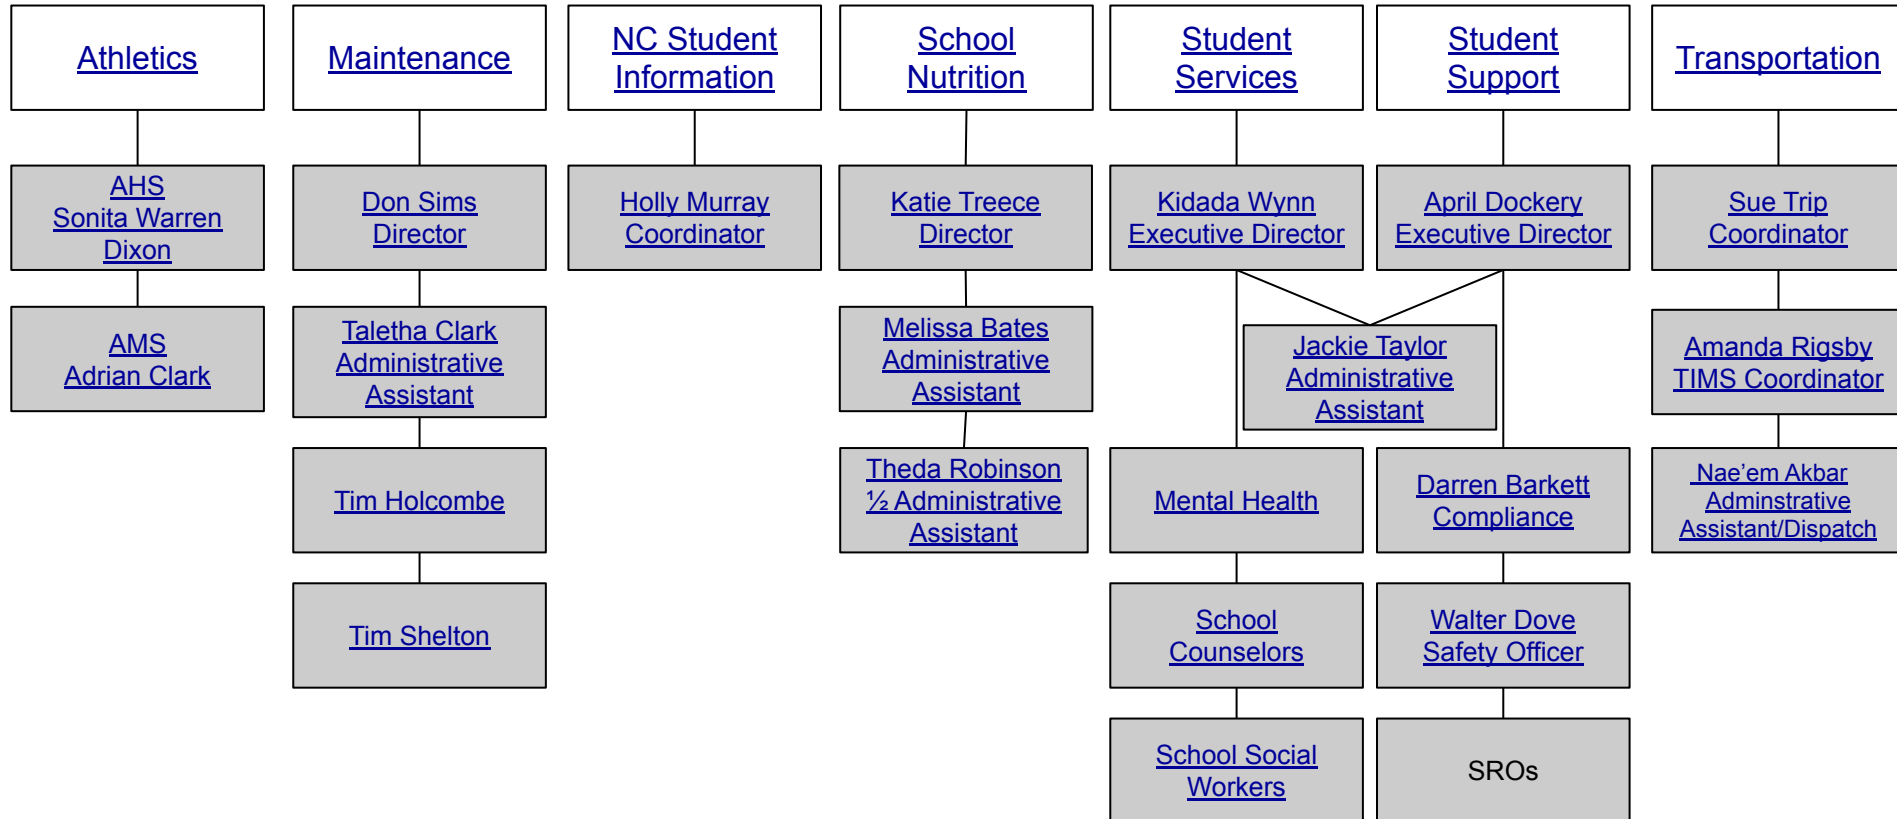 Athletics
Maintenance
NC Student
Information
School
Nutrition
Student
Services
Student
Support
Transportation
AHS
Sonita Warren
Dixon
Don Sims
Director
Holly Murray
Coordinator
Katie Treece
Director
Kidada Wynn
Executive Director
April Dockery
Executive Director
Sue Trip
Coordinator
AMS
Adrian Clark
Taletha Clark
Administrative
Assistant
Melissa Bates
Administrative
Assistant
Jackie Taylor
Administrative
Assistant
Amanda Rigsby
TIMS Coordinator
Tim Holcombe
Theda Robinson
½ Administrative
Assistant
Mental Health
Darren Barkett
Compliance
Nae’em Akbar
Adminstrative
Assistant/Dispatch
Tim Shelton
School
Counselors
Walter Dove
Safety Officer
School Social
Workers
SROs